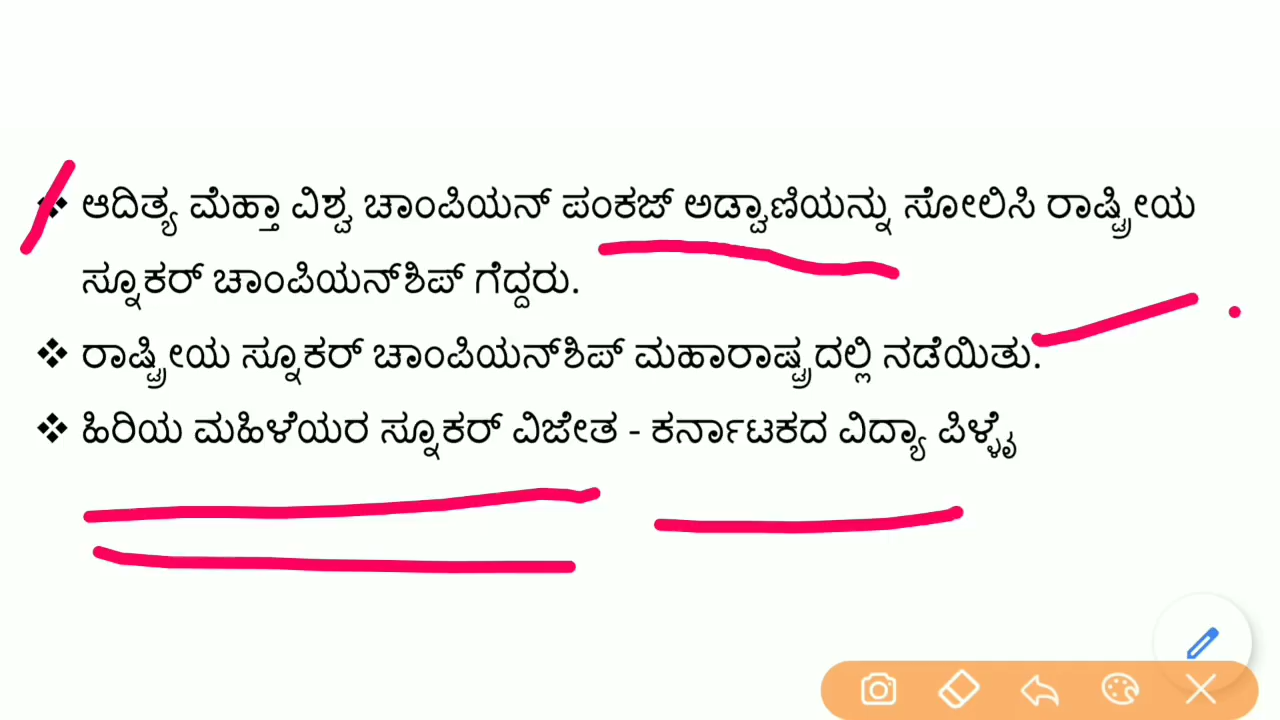 ❖ ಆದಿತ್ಯ ಮೆಹ್ತಾ ವಿಶ್ವ ಚಾಂಪಿಯನ್ ಪಂಕಜ್ ಅಡ್ವಾಣಿಯನ್ನು ಸೋಲಿಸಿ ರಾಷ್ಟ್ರೀಯ
ಸ್ನೂಕರ್ ಚಾಂಪಿಯನ್‌ಶಿಪ್ ಗೆದ್ದರು.
❖ ರಾಷ್ಟ್ರೀಯ ಸ್ನೂಕರ್ ಚಾಂಪಿಯನ್‌ಶಿಪ್ ಮಹಾರಾಷ್ಟ್ರದಲ್ಲಿ ನಡೆಯಿತು.
❖ ಹಿರಿಯ ಮಹಿಳೆಯರ ಸ್ನೂಕರ್ ವಿಜೇತ - ಕರ್ನಾಟಕದ ವಿದ್ಯಾ ಪಿಳ್ಳೈ